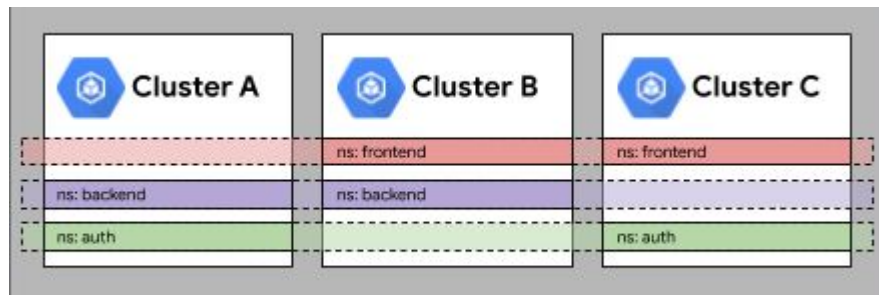 Cluster A
Cluster B
Cluster C
ns: frontend
ns: frontend
ns: backend
ns: backend
ns: auth
ns: auth